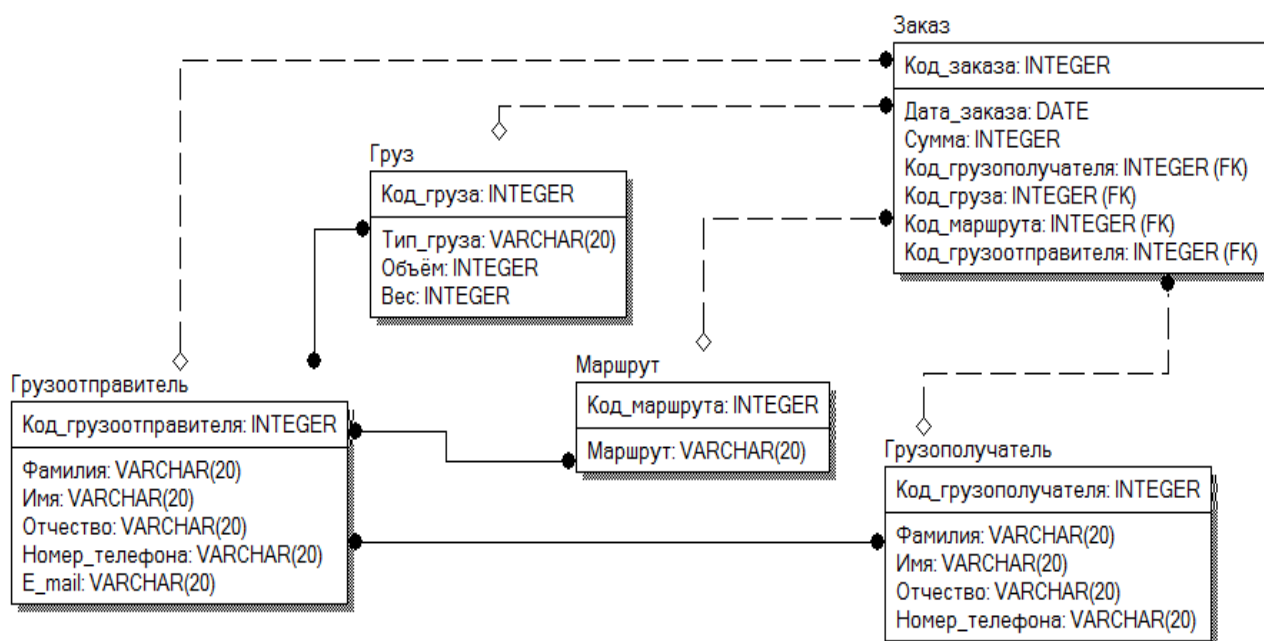 Заказ
Код_заказа: INTEGER
Дата_заказа: DATE
Сумма: INTEGER
Код_грузополучателя: INTEGER (FK)
Код_груза: INTEGER (FK)
Код_маршрута: INTEGER (FK)
Код_грузоотправителя: INTEGER (FK)
Груз
Код_груза: INTEGER
Тип_груза: VARCHAR(20)
Объём: INTEGER
Вес: INTEGER
Грузоотправитель
Код_грузоотправителя: INTEGER
Фамилия: VARCHAR(20)
Имя: VARCHAR(20)
Отчество: VARCHAR(20)
Номер_телефона: VARCHAR(20)
E_mail: VARCHAR(20)
Маршрут
Код_маршрута: INTEGER
Маршрут: VARCHAR(20)
Грузополучатель
Код_грузополучателя: INTEGER
Фамилия: VARCHAR(20)
Имя: VARCHAR(20)
Отчество: VARCHAR(20)
Номер_телефона: VARCHAR(20)